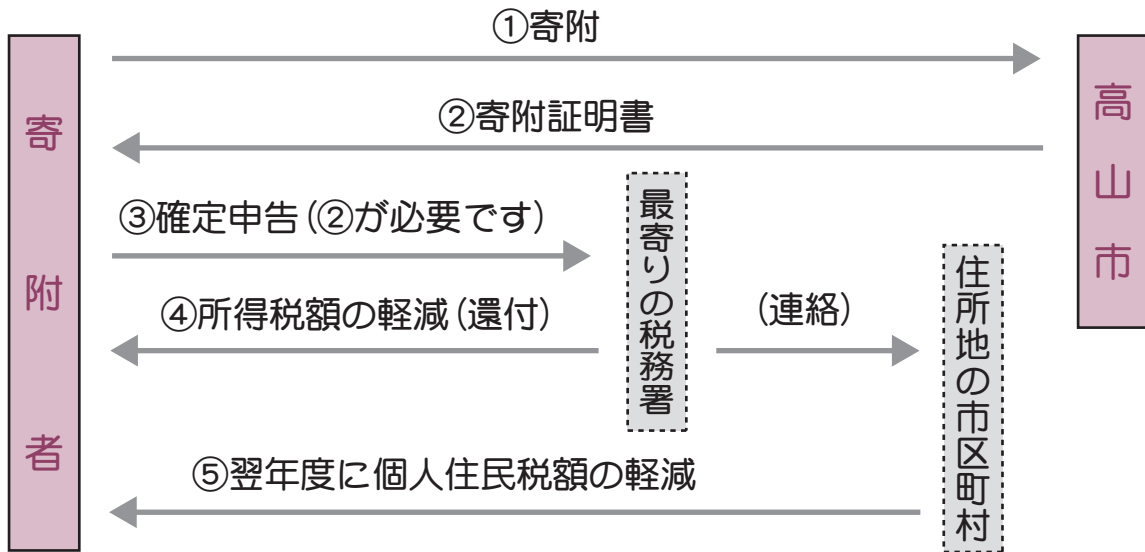 ①寄附
寄附者
高山市
②寄附証明書
③確定申告(②が必要です)
最寄りの税務署
住所地の市区町村
④所得税額の軽減(還付)
(連絡)
⑤翌年度に個人住民税額の軽減